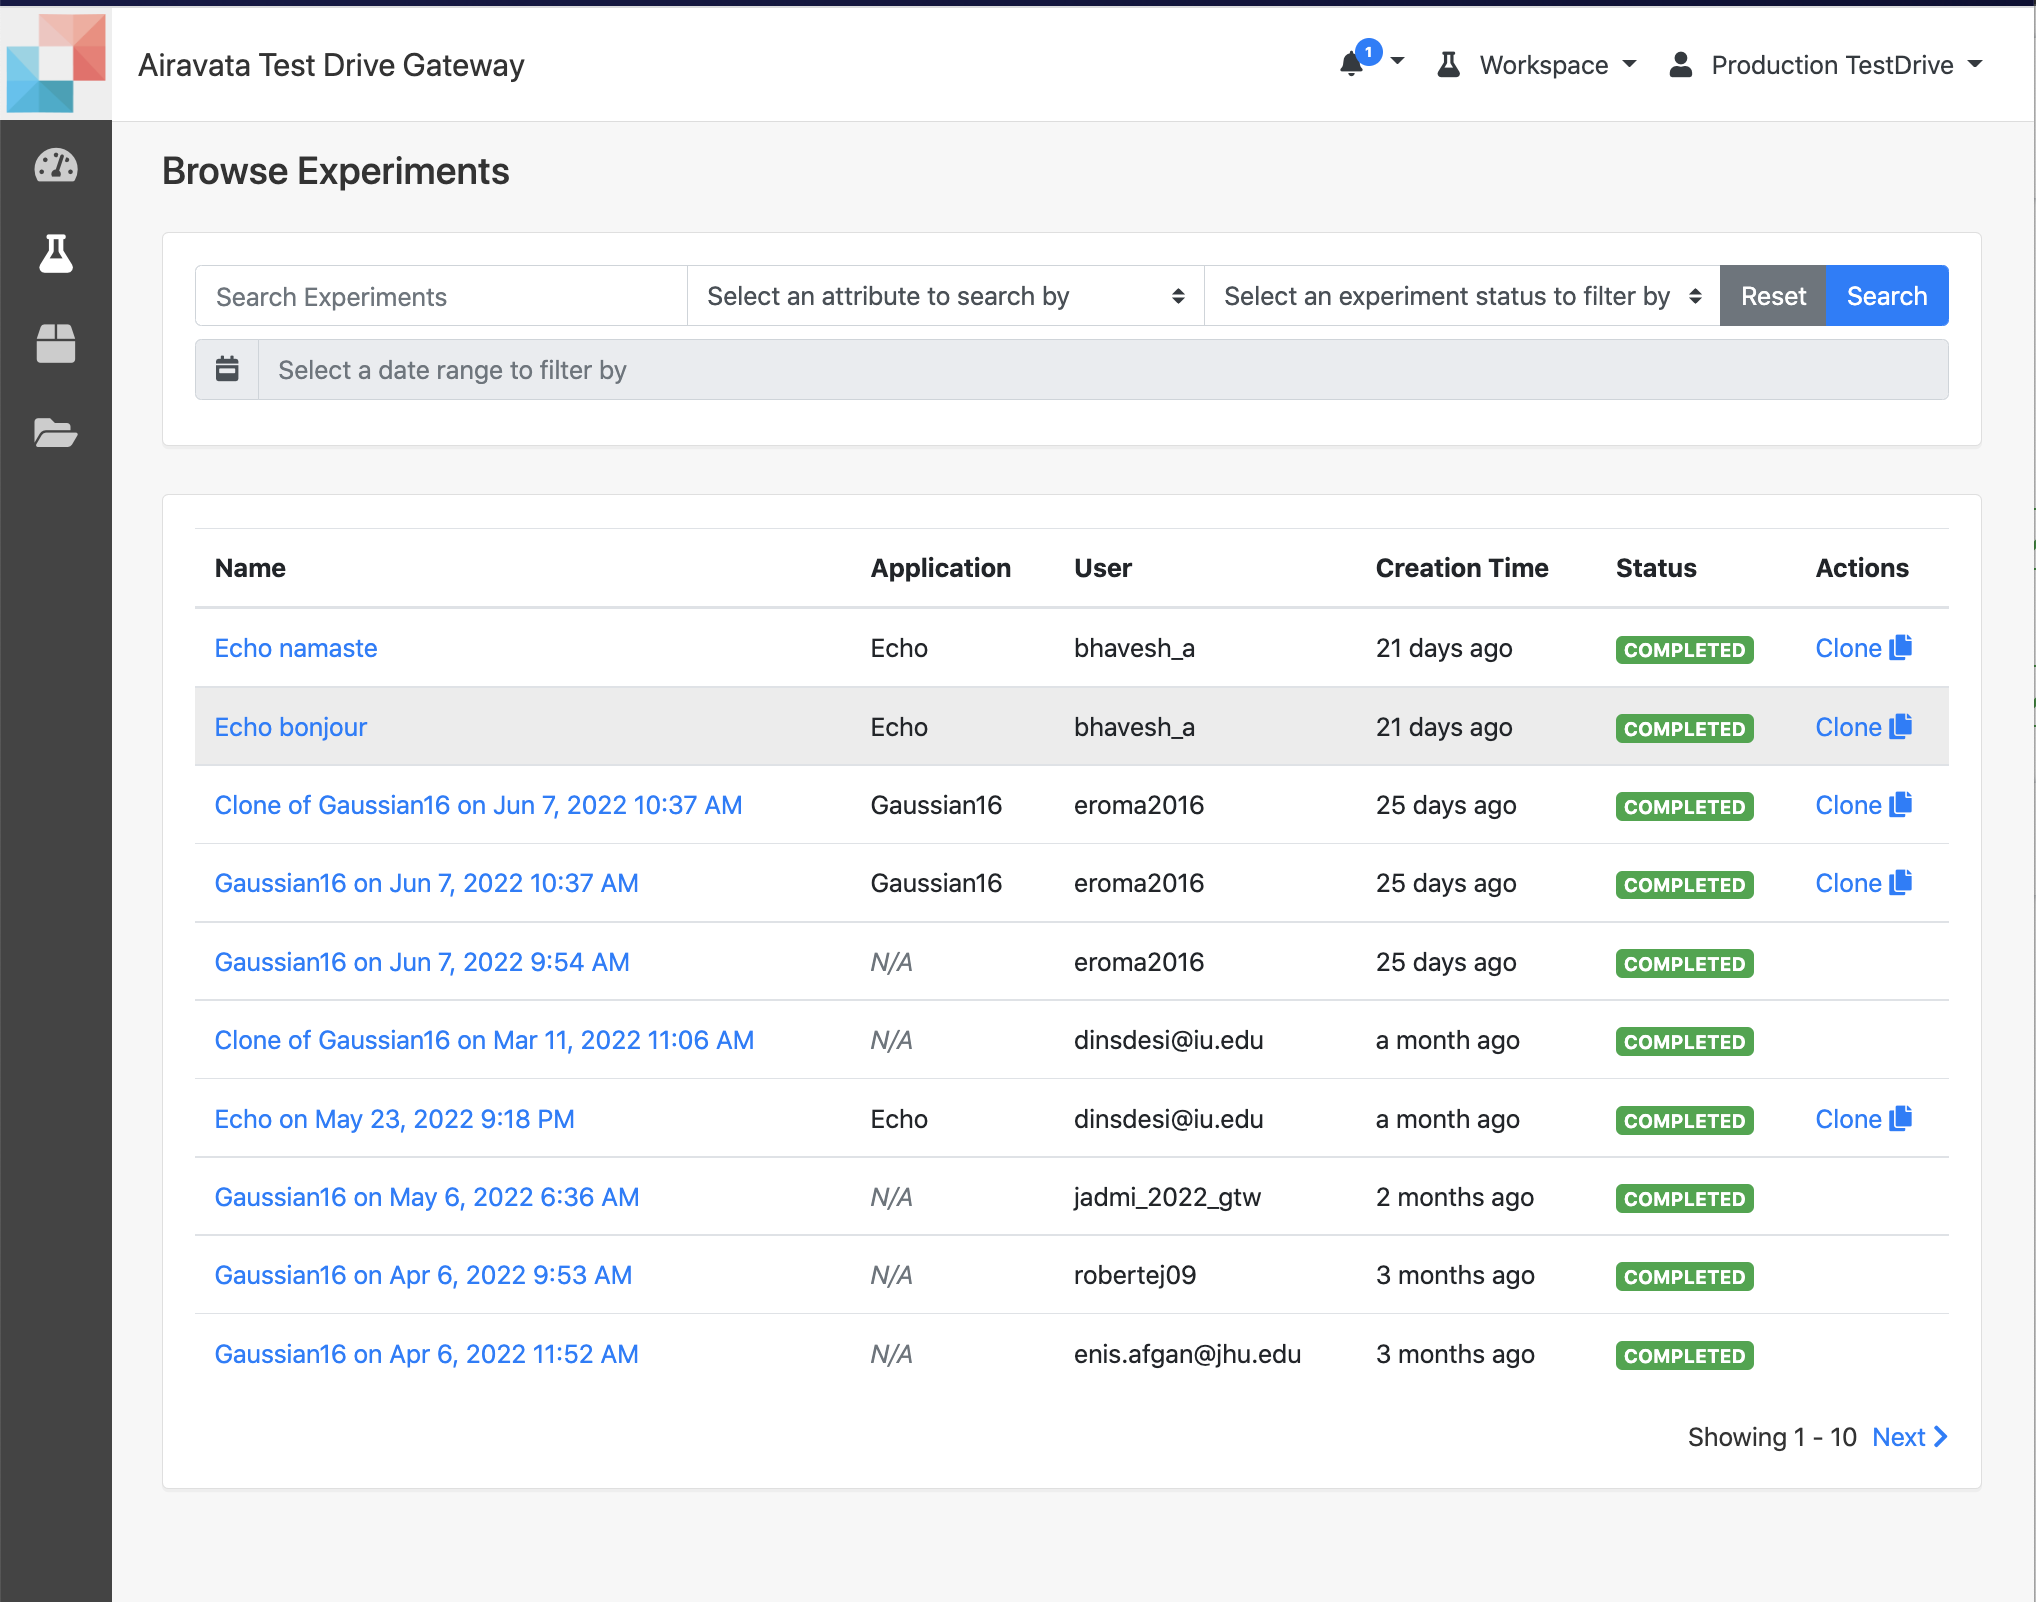 Airavata Test Drive Gateway
1
Workspace
Production TestDrive
Browse Experiments
Search Experiments
Select an attribute to search by
Select an experiment status to filter by
Reset
Search
Select a date range to filter by
Name Application User Creation Time Status Actions
Echo namaste Echo bhavesh_a 21 days ago COMPLETED Clone
Echo bonjour Echo bhavesh_a 21 days ago COMPLETED Clone
Clone of Gaussian16 on Jun 7, 2022 10:37 AM Gaussian16 eroma2016 25 days ago COMPLETED Clone
Gaussian16 on Jun 7, 2022 10:37 AM Gaussian16 eroma2016 25 days ago COMPLETED Clone
Gaussian16 on Jun 7, 2022 9:54 AM N/A eroma2016 25 days ago COMPLETED
Clone of Gaussian16 on Mar 11, 2022 11:06 AM N/A dinsdesi@iu.edu a month ago COMPLETED
Echo on May 23, 2022 9:18 PM Echo dinsdesi@iu.edu a month ago COMPLETED Clone
Gaussian16 on May 6, 2022 6:36 AM N/A jadmi_2022_gtw 2 months ago COMPLETED
Gaussian16 on Apr 6, 2022 9:53 AM N/A robertej09 3 months ago COMPLETED
Gaussian16 on Apr 6, 2022 11:52 AM N/A enis.afgan@jhu.edu 3 months ago COMPLETED
Showing 1 - 10 Next